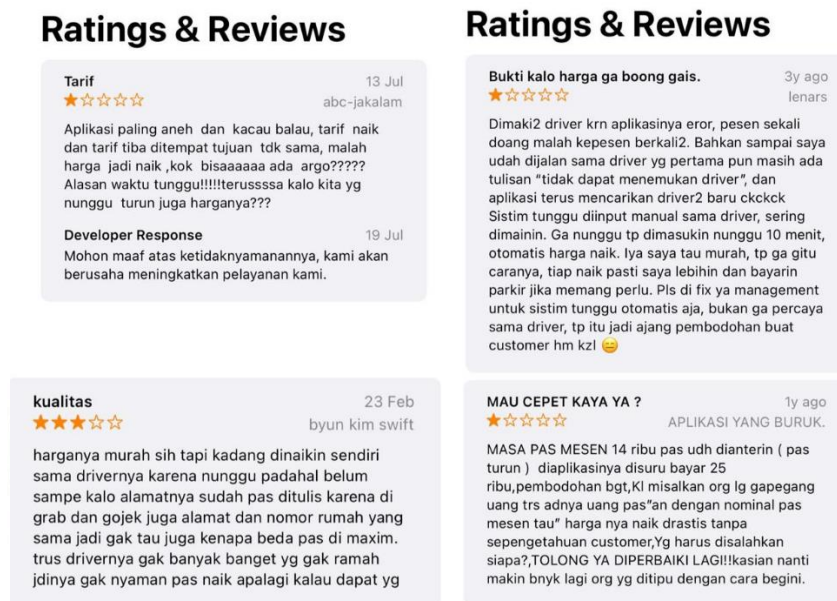 Ratings & Reviews
Tarif
13 Jul
abc-jakalam
Aplikasi paling aneh dan kacau balau, tarif naik
dan tarif tiba ditempat tujuan tdk sama, malah
harga jadi naik ,kok bisaaaaaa ada argo?????
Alasan waktu tunggu!!!!!terussssa kalo kita yg
nunggu turun juga harganya???
Developer Response
19 Jul
Mohon maaf atas ketidaknyamanannya, kami akan
berusaha meningkatkan pelayanan kami.
kualitas
23 Feb
byun kim swift
harganya murah sih tapi kadang dinaikin sendiri
sama drivernya karena nunggu padahal belum
sampe kalo alamatnya sudah pas ditulis karena di
grab dan gojek juga alamat dan nomor rumah yang
sama jadi gak tau juga kenapa beda pas di maxim.
trus drivernya gak banyak banget yg gak ramah
jdinya gak nyaman pas naik apalagi kalau dapat yg
Ratings & Reviews
Bukti kalo harga ga boong gais.
3y ago
lenars
Dimaki2 driver krn aplikasinya eror, pesen sekali
doang malah kepesen berkali2. Bahkan sampai saya
udah dijalan sama driver yg pertama pun masih ada
tulisan “tidak dapat menemukan driver”, dan
aplikasi terus mencarikan driver2 baru ckckck
Sistim tunggu diinput manual sama driver, sering
dimainin. Ga nunggu tp dimasukin nunggu 10 menit,
otomatis harga naik. Iya saya tau murah, tp ga gitu
caranya, tiap naik pasti saya lebihin dan bayarin
parkir jika memang perlu. Pls di fix ya management
untuk sistim tunggu otomatis aja, bukan ga percaya
sama driver, tp itu jadi ajang pembodohan buat
customer hm kzl 😑
MAU CEPET KAYA YA ?
1y ago
APLIKASI YANG BURUK.
MASA PAS MESEN 14 ribu pas udh dianterin ( pas
turun ) diaplikasinya disuru bayar 25
ribu,pembodohan bgt,Kl misalkan org lg gapegang
uang trs adnya uang pas”an dengan nominal pas
mesen tau” harga nya naik drastis tanpa
sepengetahuan customer,Yg harus disalahkan
siapa?,TOLONG YA DIPERBAIKI LAGI!!kasian nanti
makin bnyk lagi org yg ditipu dengan cara begini.